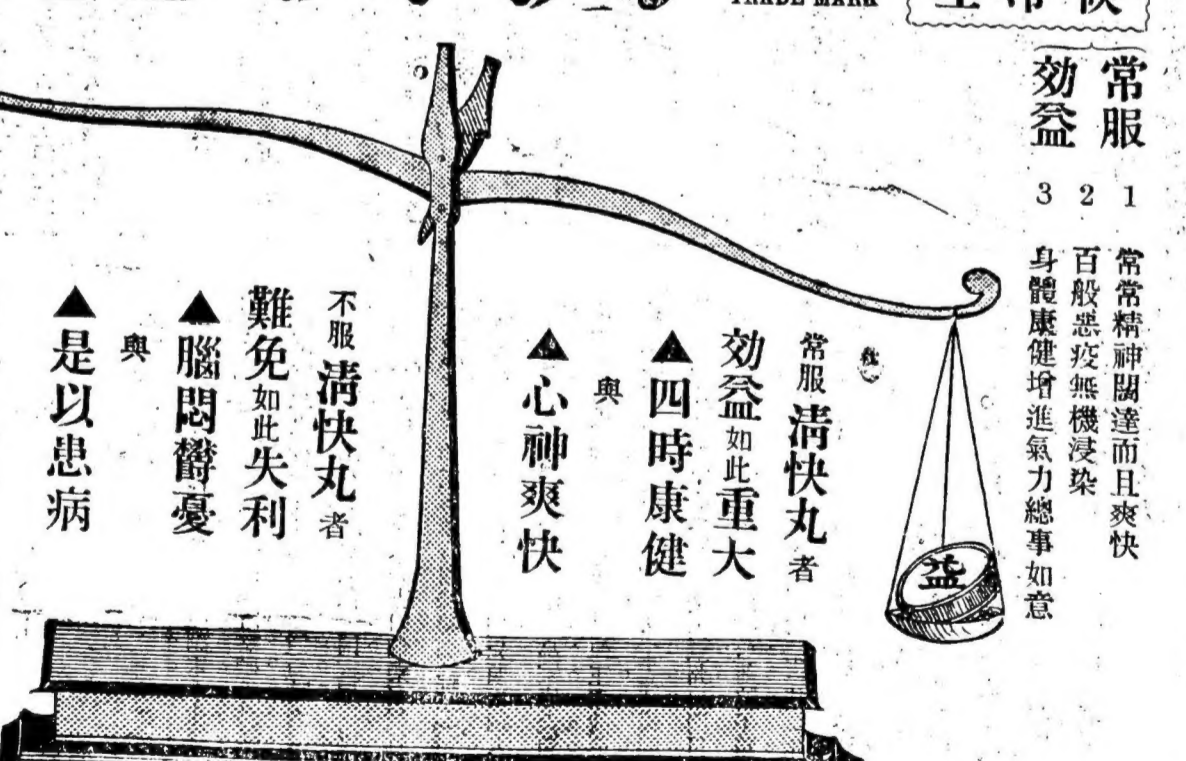 TRADE MARK
常服
効益
1 常常精神闊達而且爽快
2 百般惡疫無機浸染
3 身體康健增進氣力總事如意
益
常服清快丸者
効益如此重大
▲四時康健
與
▲心神爽快
不服清快丸者
難免如此失利
▲腦悶欝憂
與
▲是以患病